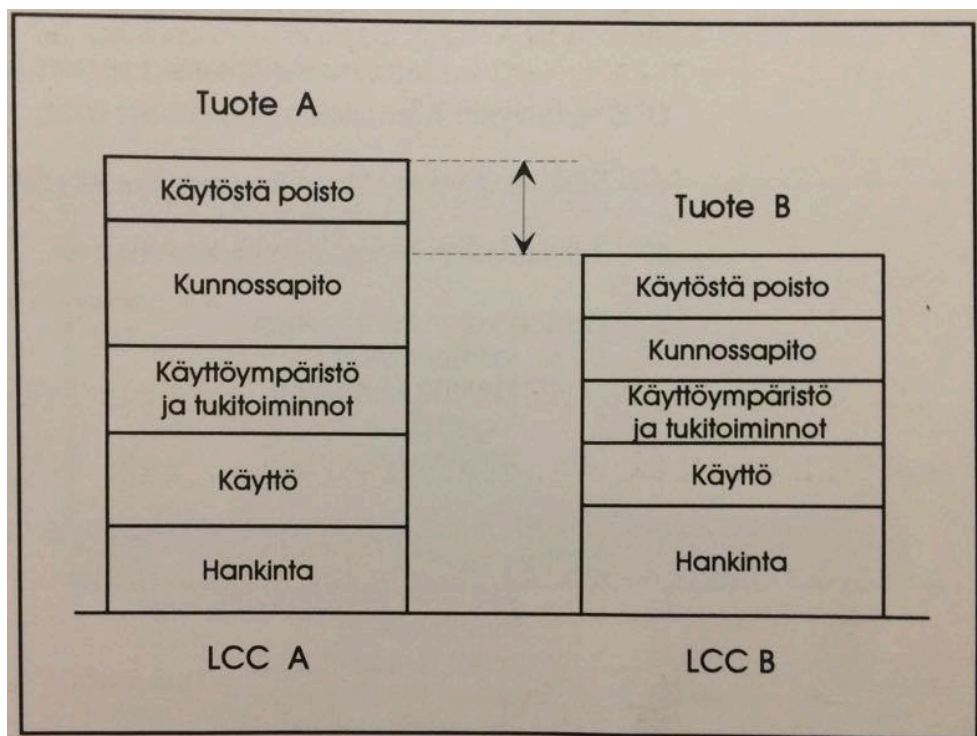 Tuote A
Käytöstä poisto
Kunnossapito
Käyttöympäristö
ja tukitoiminnot
Käyttö
Hankinta
LCC A
Tuote B
Käytöstä poisto
Kunnossapito
Käyttöympäristö
ja tukitoiminnot
Käyttö
Hankinta
LCC B